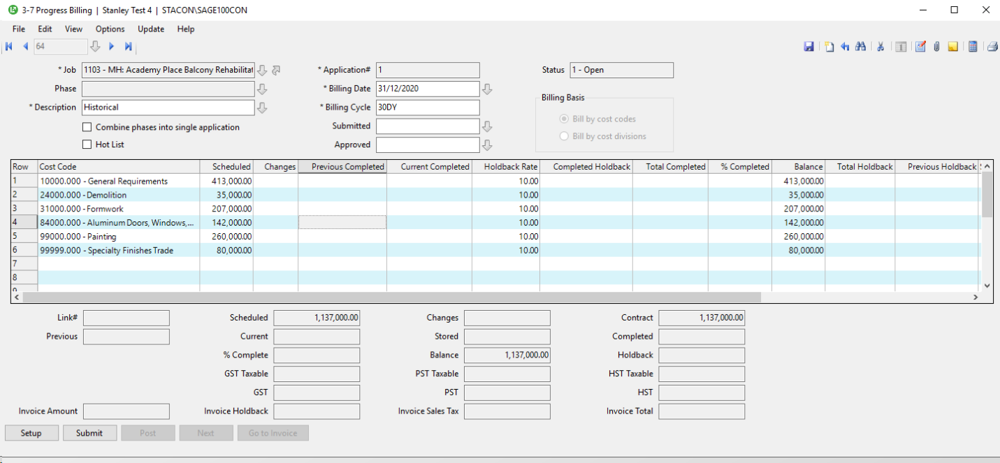 3-7 Progress Billing | Stanley Test 4 | STACON\SAGE100CON
File Edit View Options Update Help
64
* Job 1103 - MH: Academy Place Balcony Rehabilitat * Application# 1 Status 1 - Open
Phase * Billing Date 31/12/2020 Billing Basis
* Description Historical * Billing Cycle 30DY Bill by cost codes
Combine phases into single application Submitted Bill by cost divisions
Hot List Approved
Row Cost Code Scheduled Changes Previous Completed Current Completed Holdback Rate Completed Holdback Total Completed % Completed Balance Total Holdback Previous Holdback
1 10000.000 - General Requirements 413,000.00 10.00 413,000.00
2 24000.000 - Demolition 35,000.00 10.00 35,000.00
3 31000.000 - Formwork 207,000.00 10.00 207,000.00
4 84000.000 - Aluminum Doors, Windows,... 142,000.00 10.00 142,000.00
5 99000.000 - Painting 260,000.00 10.00 260,000.00
6 99999.000 - Specialty Finishes Trade 80,000.00 10.00 80,000.00
7
8
Link# Scheduled 1,137,000.00 Changes Contract 1,137,000.00
Previous Current Stored Completed
% Complete Balance 1,137,000.00 Holdback
GST Taxable PST Taxable HST Taxable
GST PST HST
Invoice Amount Invoice Holdback Invoice Sales Tax Invoice Total
Setup Submit Post Next Go to Invoice